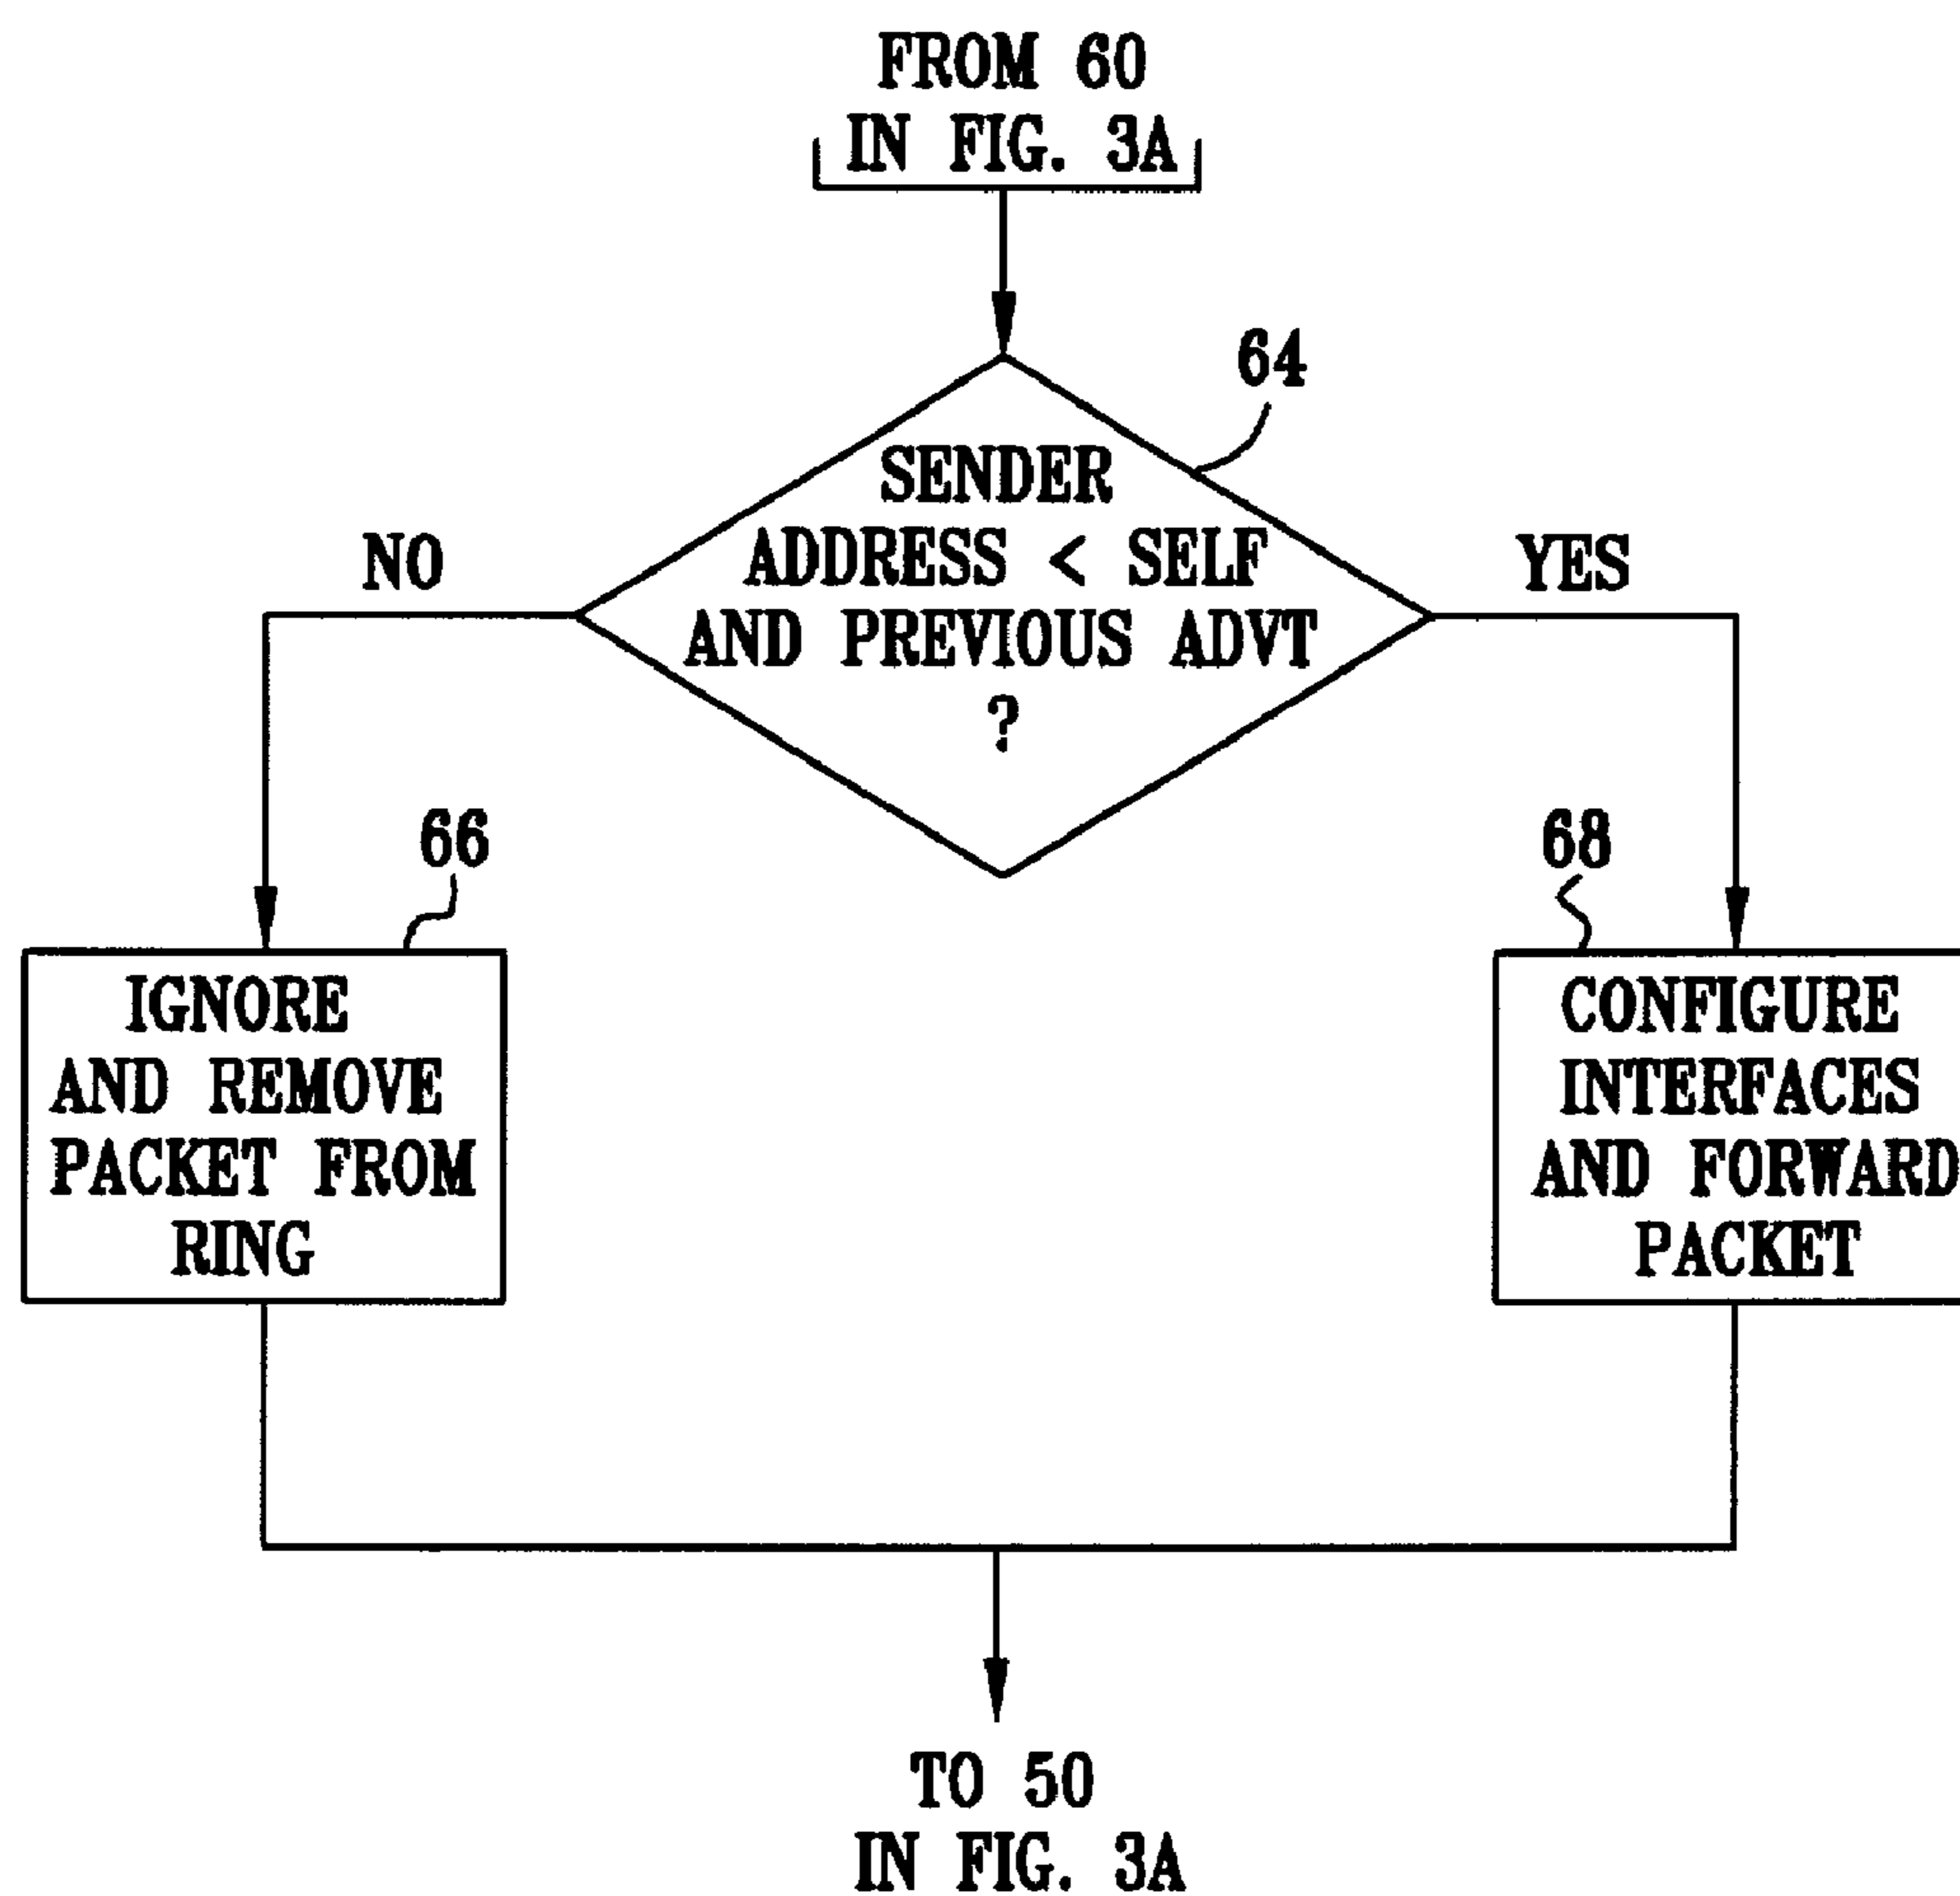 FROM 60
IN FIG. 3A
64
SENDER
ADDRESS < SELF
AND PREVIOUS ADVT
?
NO
YES
66
68
IGNORE
AND REMOVE
PACKET FROM
RING
CONFIGURE
INTERFACES
AND FORWARD
PACKET
TO 50
IN FIG. 3A